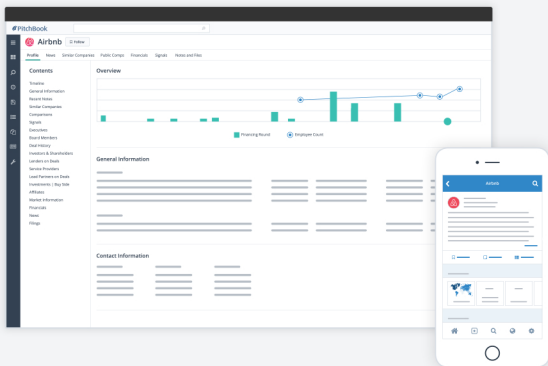 PitchBook
Airbnb
Follow
Profile News Similar Companies Public Comps Financials Signals Notes and Files
Contents
Timeline
General Information
Recent Notes
Similar Companies
Comparisons
Signals
Executives
Board Members
Deal History
Investors & Shareholders
Lenders on Deals
Service Providers
Lead Partners on Deals
Investments | Buy Side
Affiliates
Market Information
Financials
News
Filings
Overview
Financing Round Employee Count
General Information
Contact Information
Airbnb